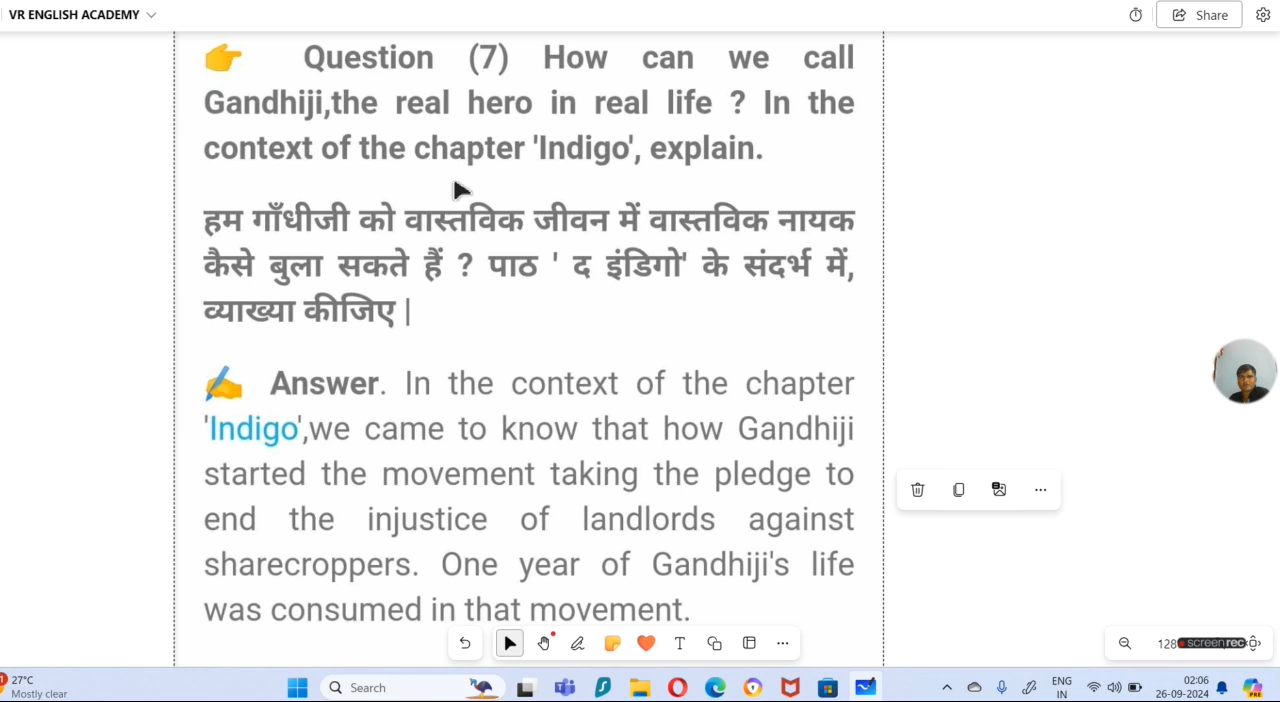 VR ENGLISH ACADEMY
Share
Question (7) How can we call
Gandhiji,the real hero in real life ? In the
context of the chapter 'Indigo', explain.
हम गाँधीजी को वास्तविक जीवन में वास्तविक नायक
कैसे बुला सकते हैं ? पाठ ' द इंडिगो' के संदर्भ में,
व्याख्या कीजिए |
Answer. In the context of the chapter
'Indigo',we came to know that how Gandhiji
started the movement taking the pledge to
end the injustice of landlords against
sharecroppers. One year of Gandhiji's life
was consumed in that movement.
T
128
screenrec
1
27°C
Mostly clear
Search
ENG
IN
02:06
26-09-2024
PRE